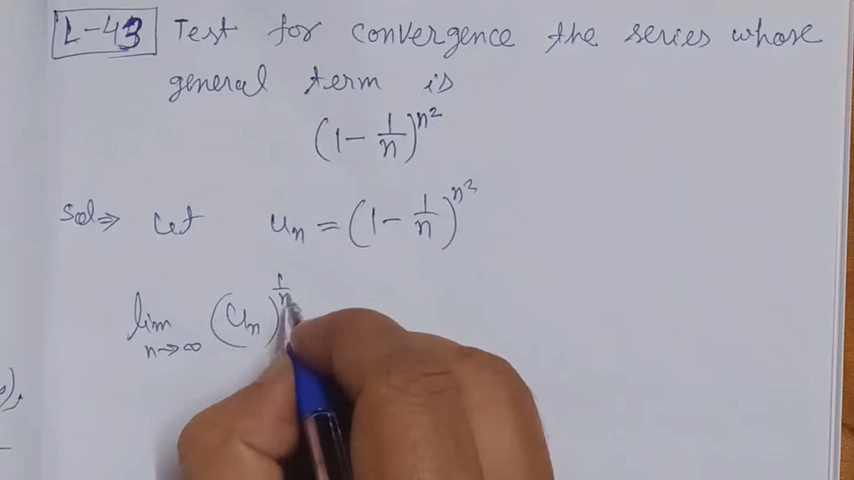 L-43 Test for convergence the series whose
general term is
(1 - 1/n)^n²
Sol⇒ Let u_n = (1 - 1/n)^n²
lim n→∞ (u_n)^1/n